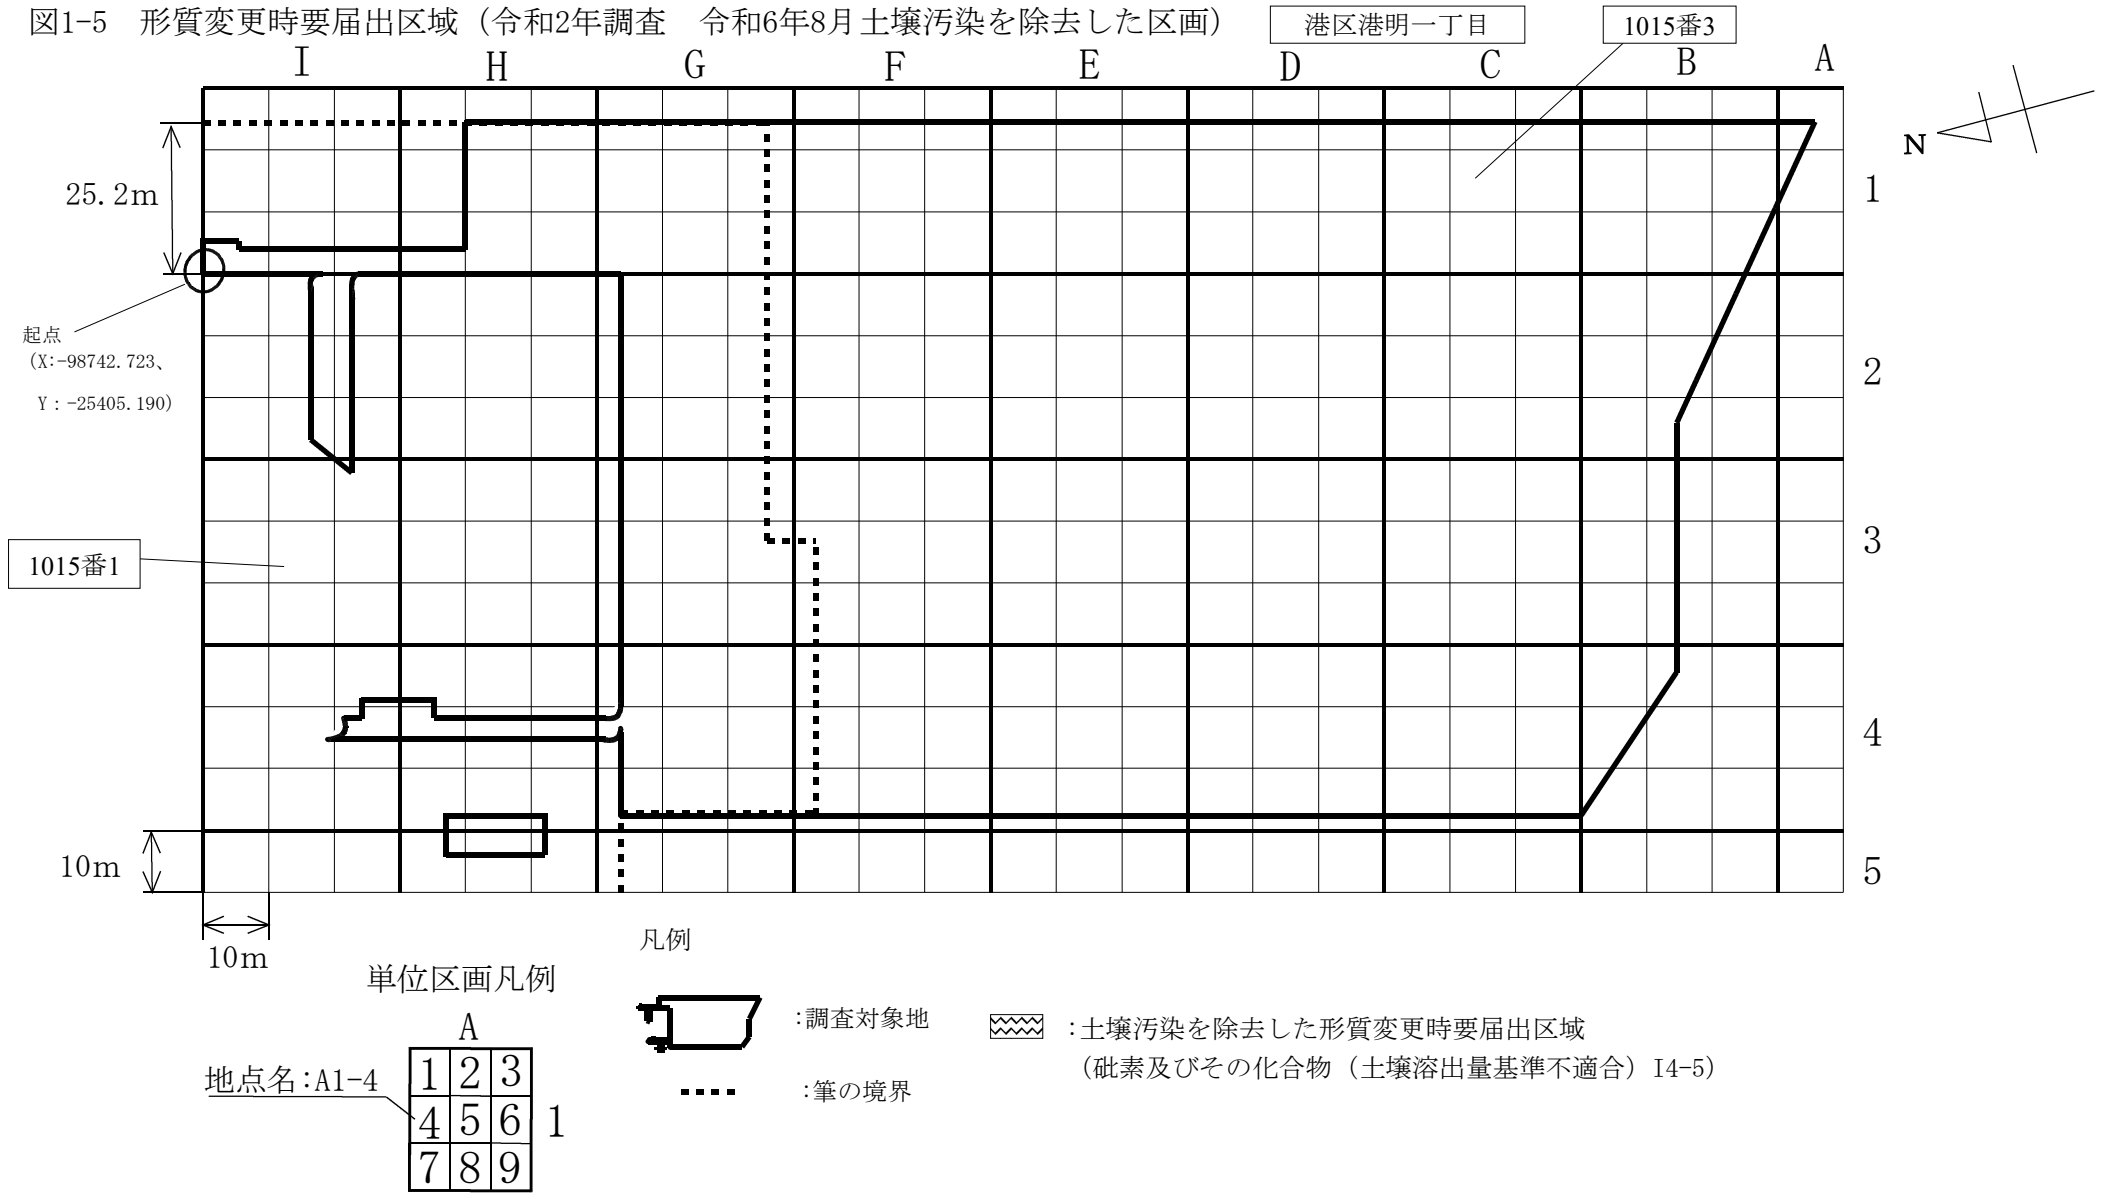 図1-5　形質変更時要届出区域（令和2年調査　令和6年8月土壌汚染を除去した区画）
港区港明一丁目
1015番3
I H G F E D C B A
N
25.2m
1
起点
（X:-98742.723、
Y：-25405.190）
2
3
1015番1
4
10m
5
10m
凡例
単位区画凡例
:調査対象地
:土壌汚染を除去した形質変更時要届出区域
（砒素及びその化合物（土壌溶出量基準不適合）I4-5）
:筆の境界
A
地点名:A1-4
1 2 3
4 5 6 1
7 8 9